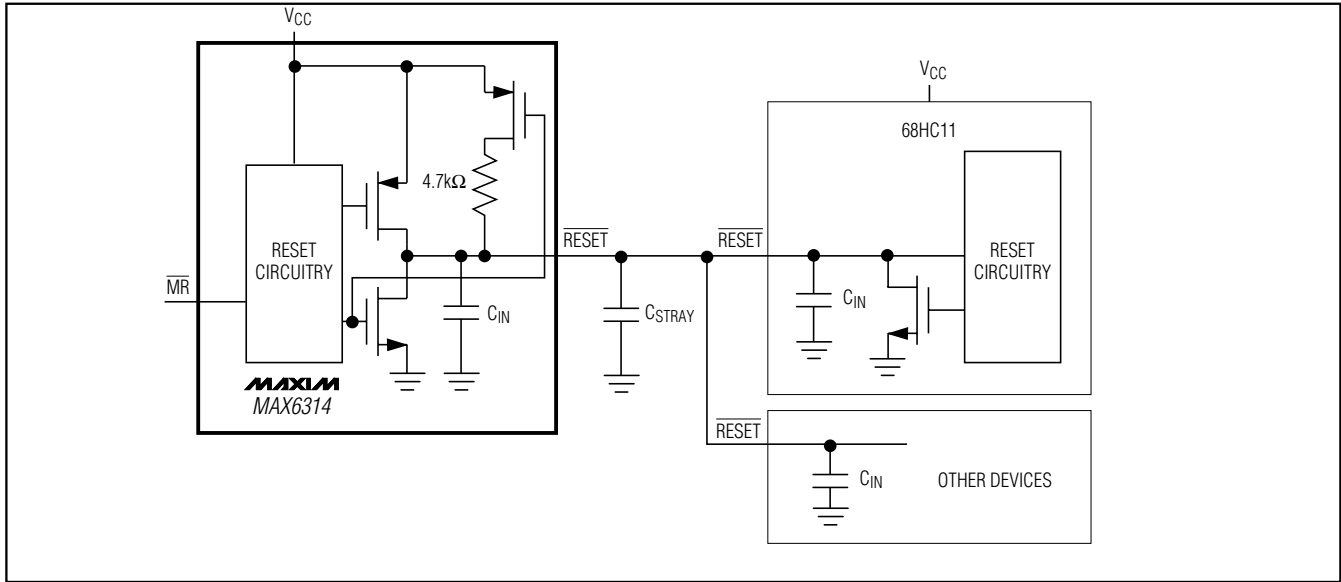 VCC
4.7kΩ
RESET
CIRCUITRY
MR
CIN
MAXIM
MAX6314
RESET
CSTRAY
RESET
VCC
68HC11
CIN
RESET
CIRCUITRY
RESET
CIN
OTHER DEVICES